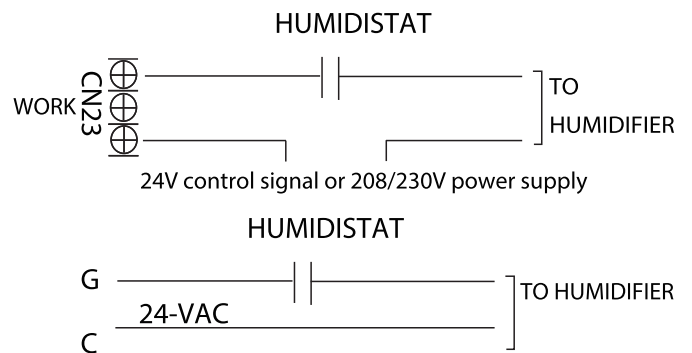 HUMIDISTAT
WORK
CN23
TO
HUMIDIFIER
24V control signal or 208/230V power supply
HUMIDISTAT
G
TO HUMIDIFIER
24-VAC
C